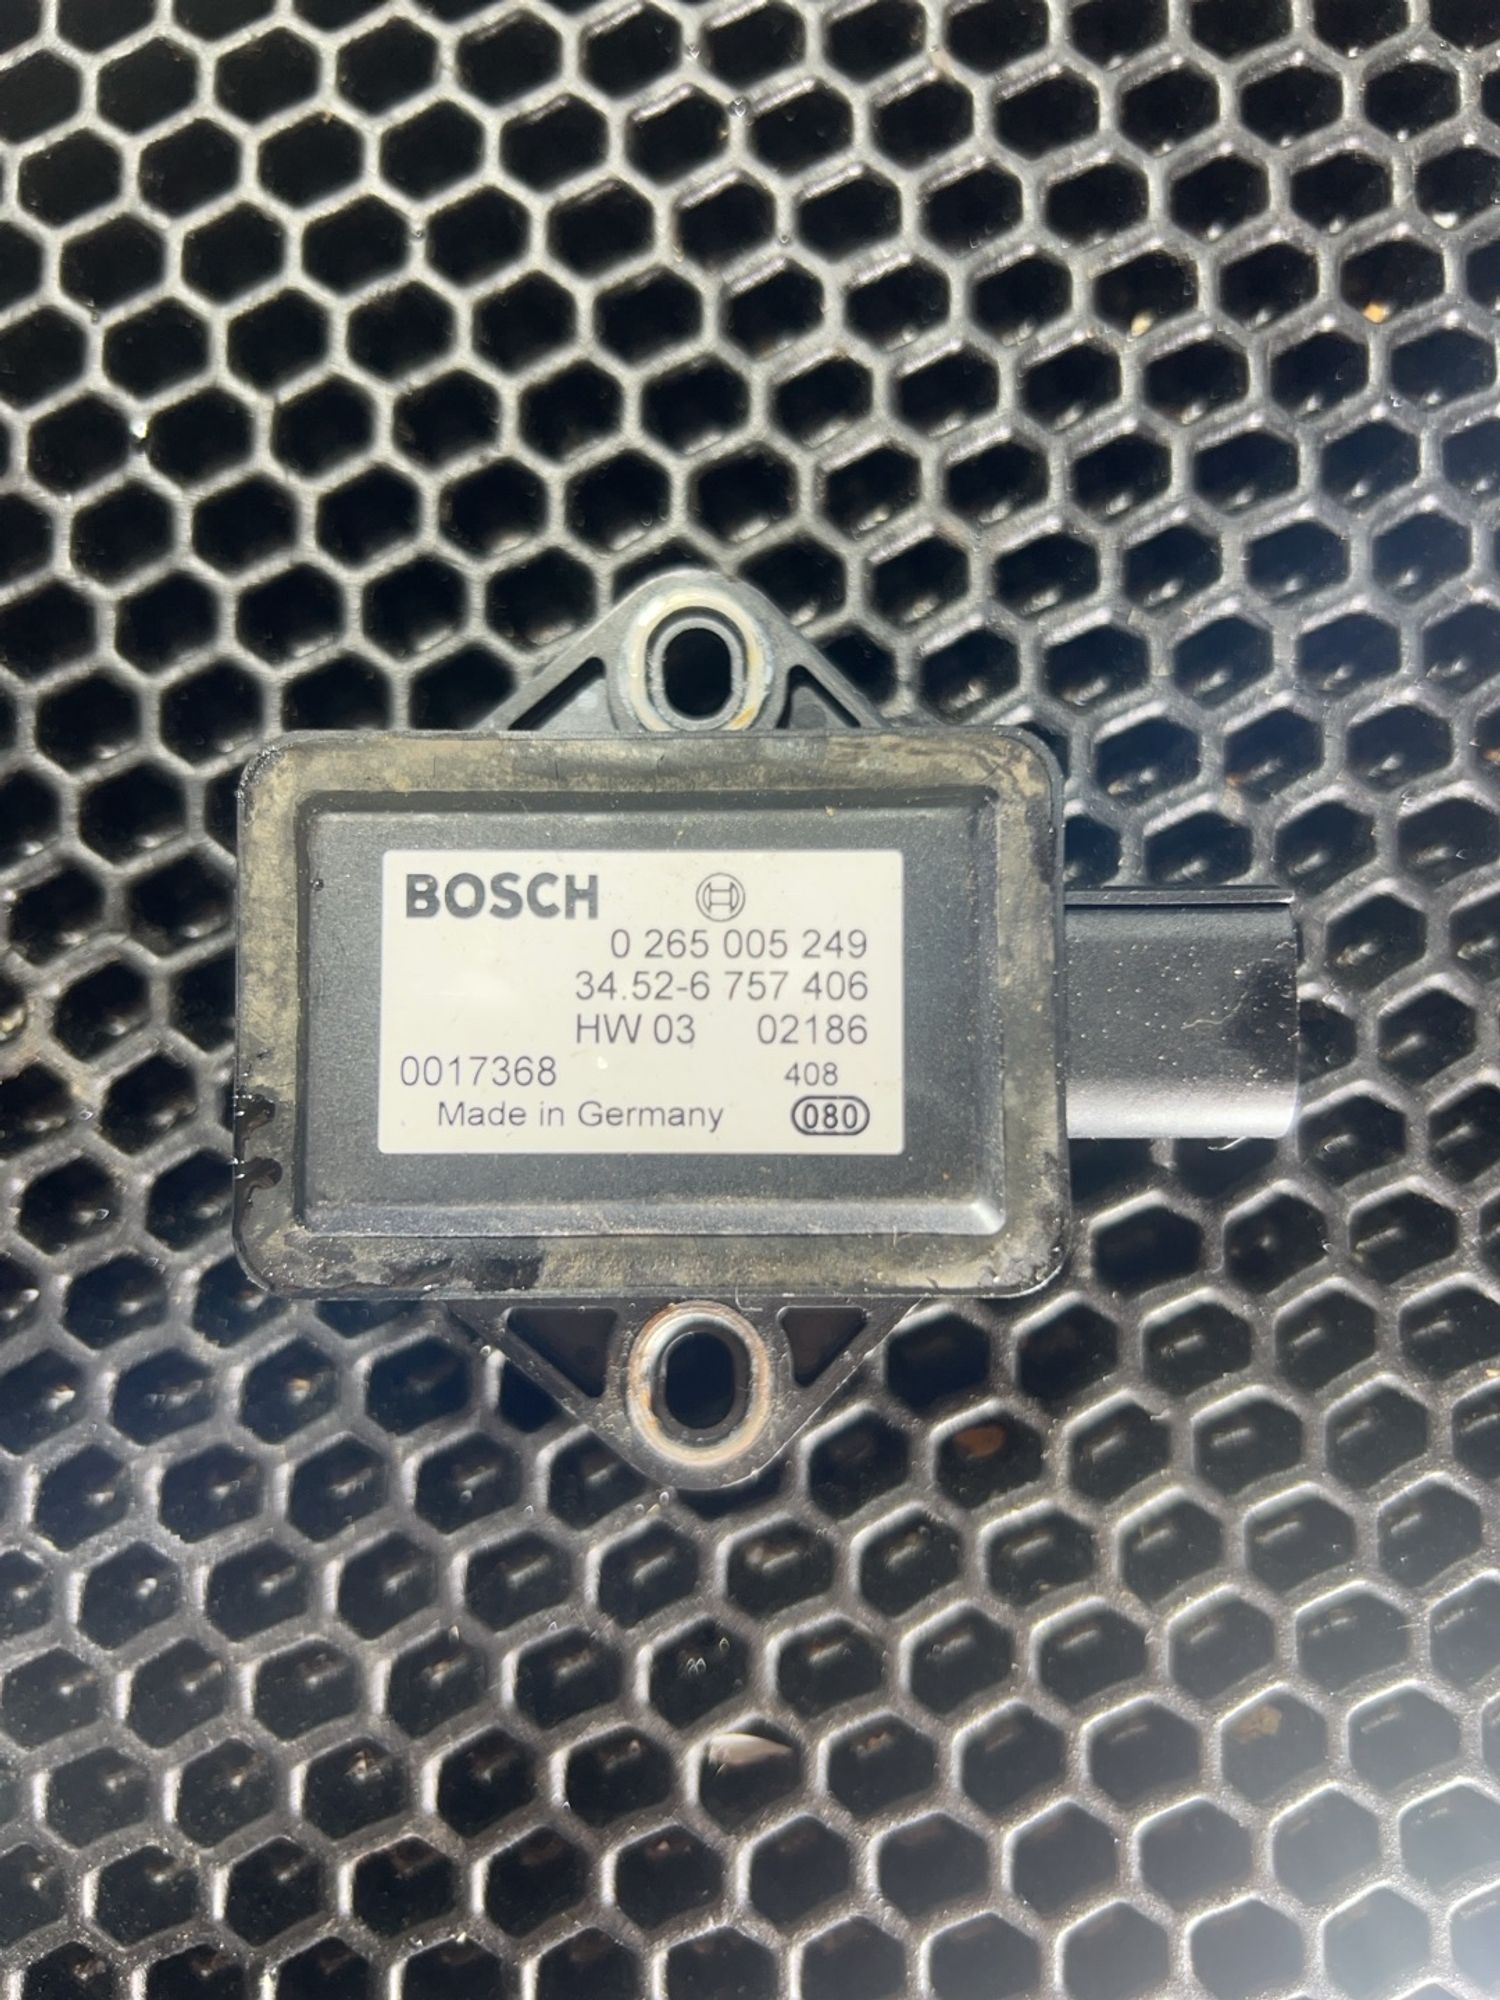 BOSCH
0 265 005 249
34.52-6 757 406
HW 03 02186
0017368 408
Made in Germany 080